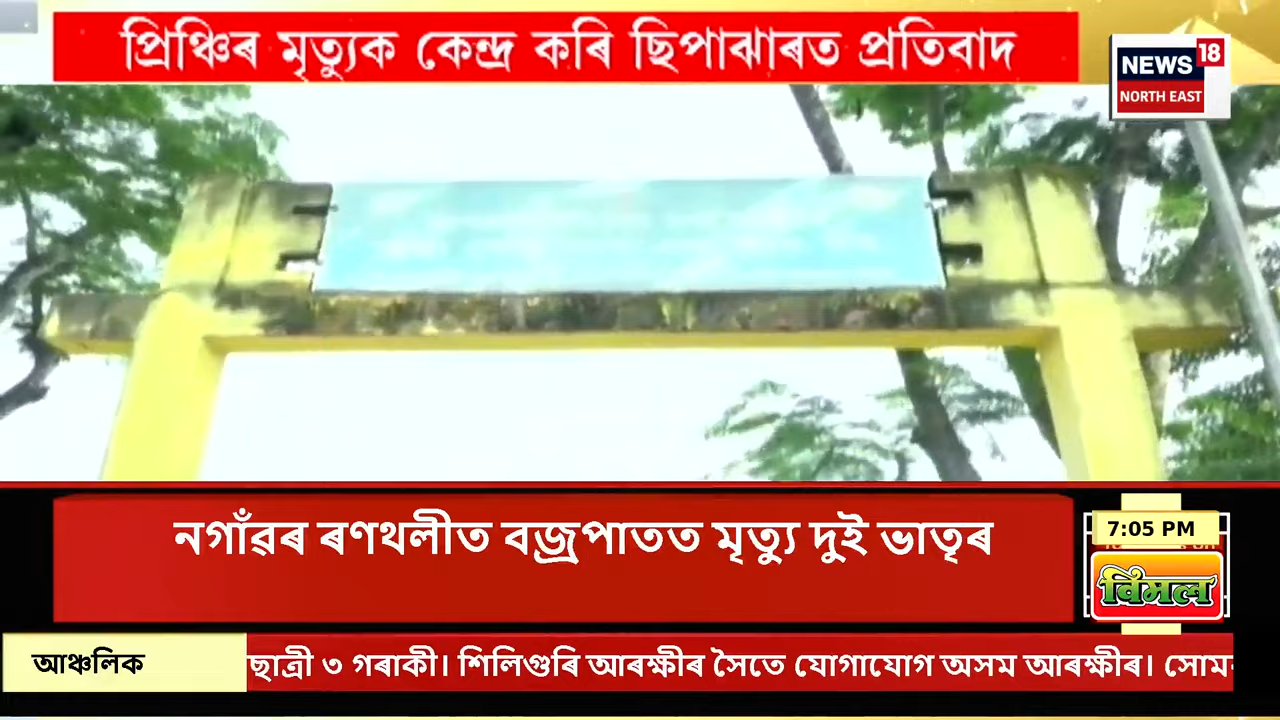 প্ৰিঞ্চিৰ মৃত্যুক কেন্দ্ৰ কৰি ছিপাঝাৰত প্ৰতিবাদ
NEWS 18
NORTH EAST
নগাঁৱৰ ৰণথলীত বজ্ৰপাতত মৃত্যু দুই ভাতৃৰ
7:05 PM
বিমল
আঞ্চলিক
ছাত্ৰী ৩ গৰাকী। শিলিগুৰি আৰক্ষীৰ সৈতে যোগাযোগ অসম আৰক্ষীৰ। সোম